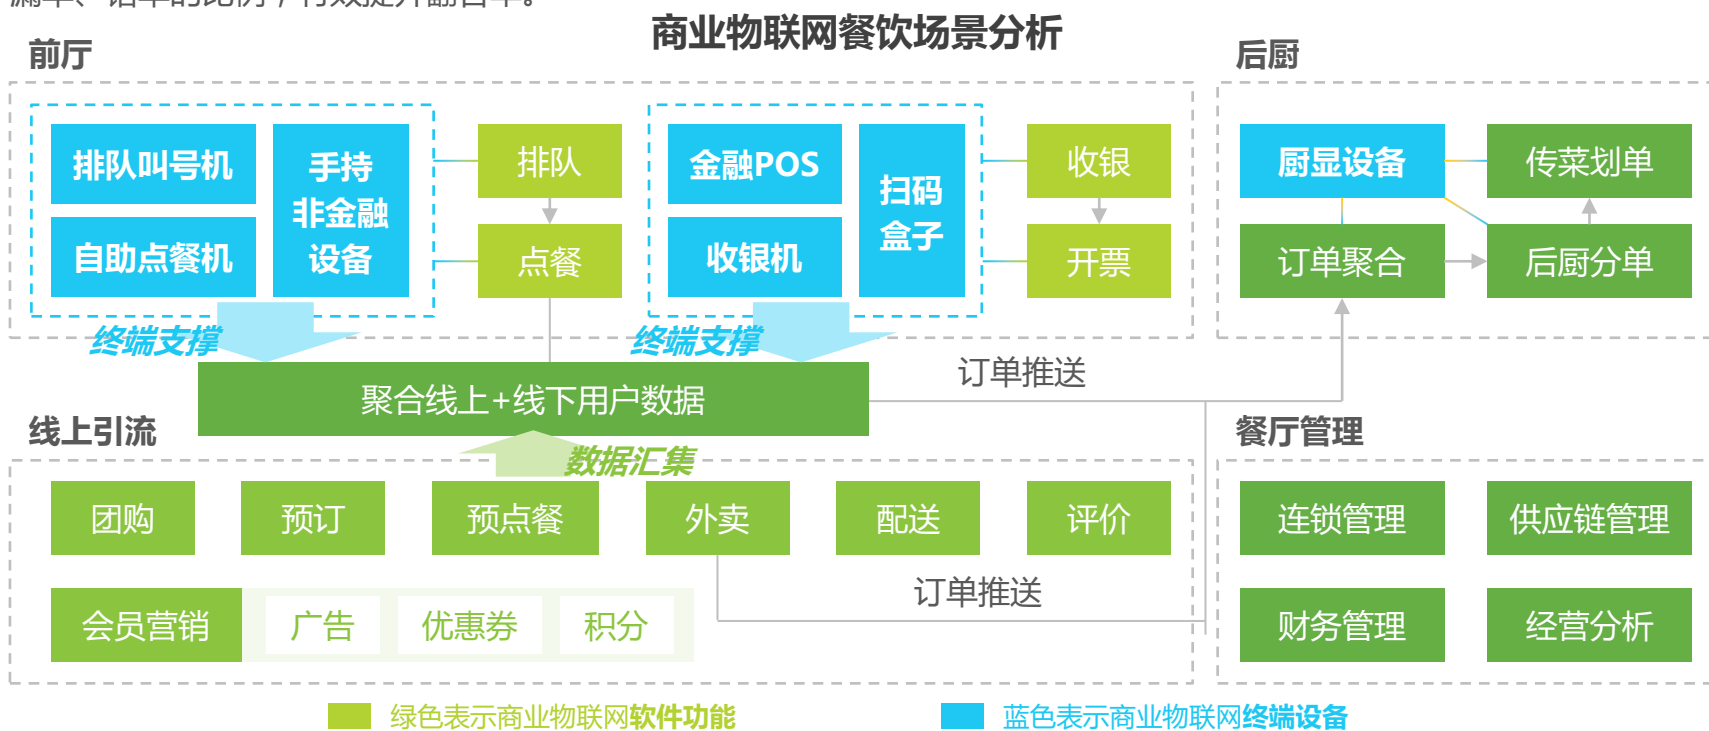 商业物联网餐饮场景分析
前厅
后厨
排队叫号机
自助点餐机
手持
非金融
设备
排队
点餐
金融POS
收银机
扫码
盒子
收银
开票
厨显设备
传菜划单
订单聚合
后厨分单
终端支撑
终端支撑
聚合线上+线下用户数据
订单推送
线上引流
数据汇集
餐厅管理
团购
预订
预点餐
外卖
配送
评价
会员营销
广告
优惠券
积分
订单推送
连锁管理
供应链管理
财务管理
经营分析
绿色表示商业物联网软件功能
蓝色表示商业物联网终端设备